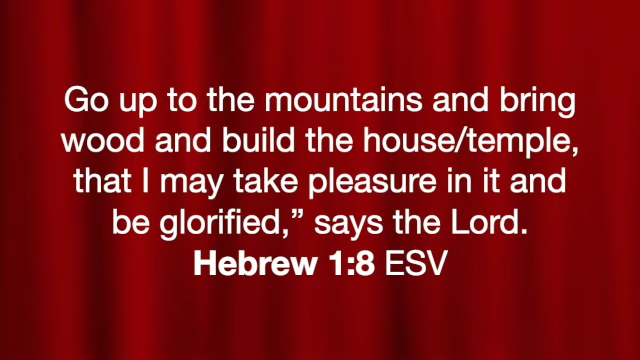 Go up to the mountains and bring
wood and build the house/temple,
that I may take pleasure in it and
be glorified,” says the Lord.
Hebrew 1:8 ESV